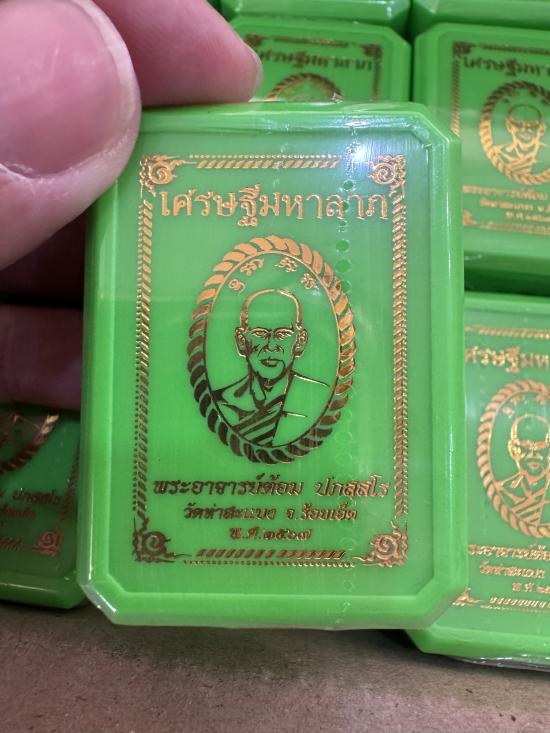 เศรษฐีมหาลาภ
พระอาจารย์ต้อม ปภสฺสโร
วัดท่าสะแบง จ.ร้อยเอ็ด
พ.ศ.๒๕๖๗